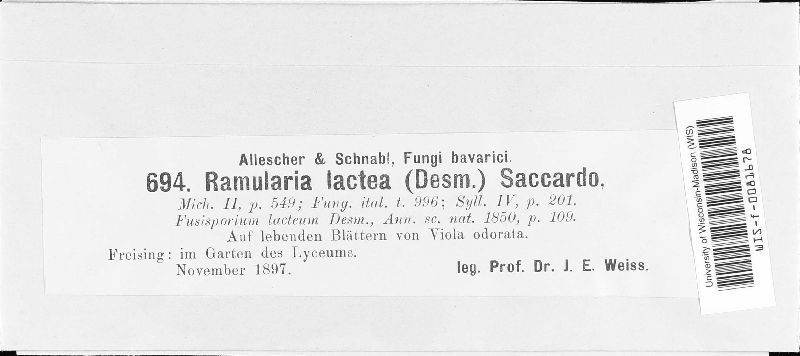 Allescher & Schnabl, Fungi bavarici.
694. Ramularia lactea (Desm.) Saccardo,
Mich. II, p. 549; Fung. ital. t. 996; Syll. IV, p. 201.
Fusisporium lacteum Desm., Ann. sc. nat. 1850, p. 109.
Auf lebenden Blättern von Viola odorata.
Freising: im Garten des Lyceums.
November 1897.
leg. Prof. Dr. J. E. Weiss.
University of Wisconsin-Madison (WIS)
WIS-f-0081678